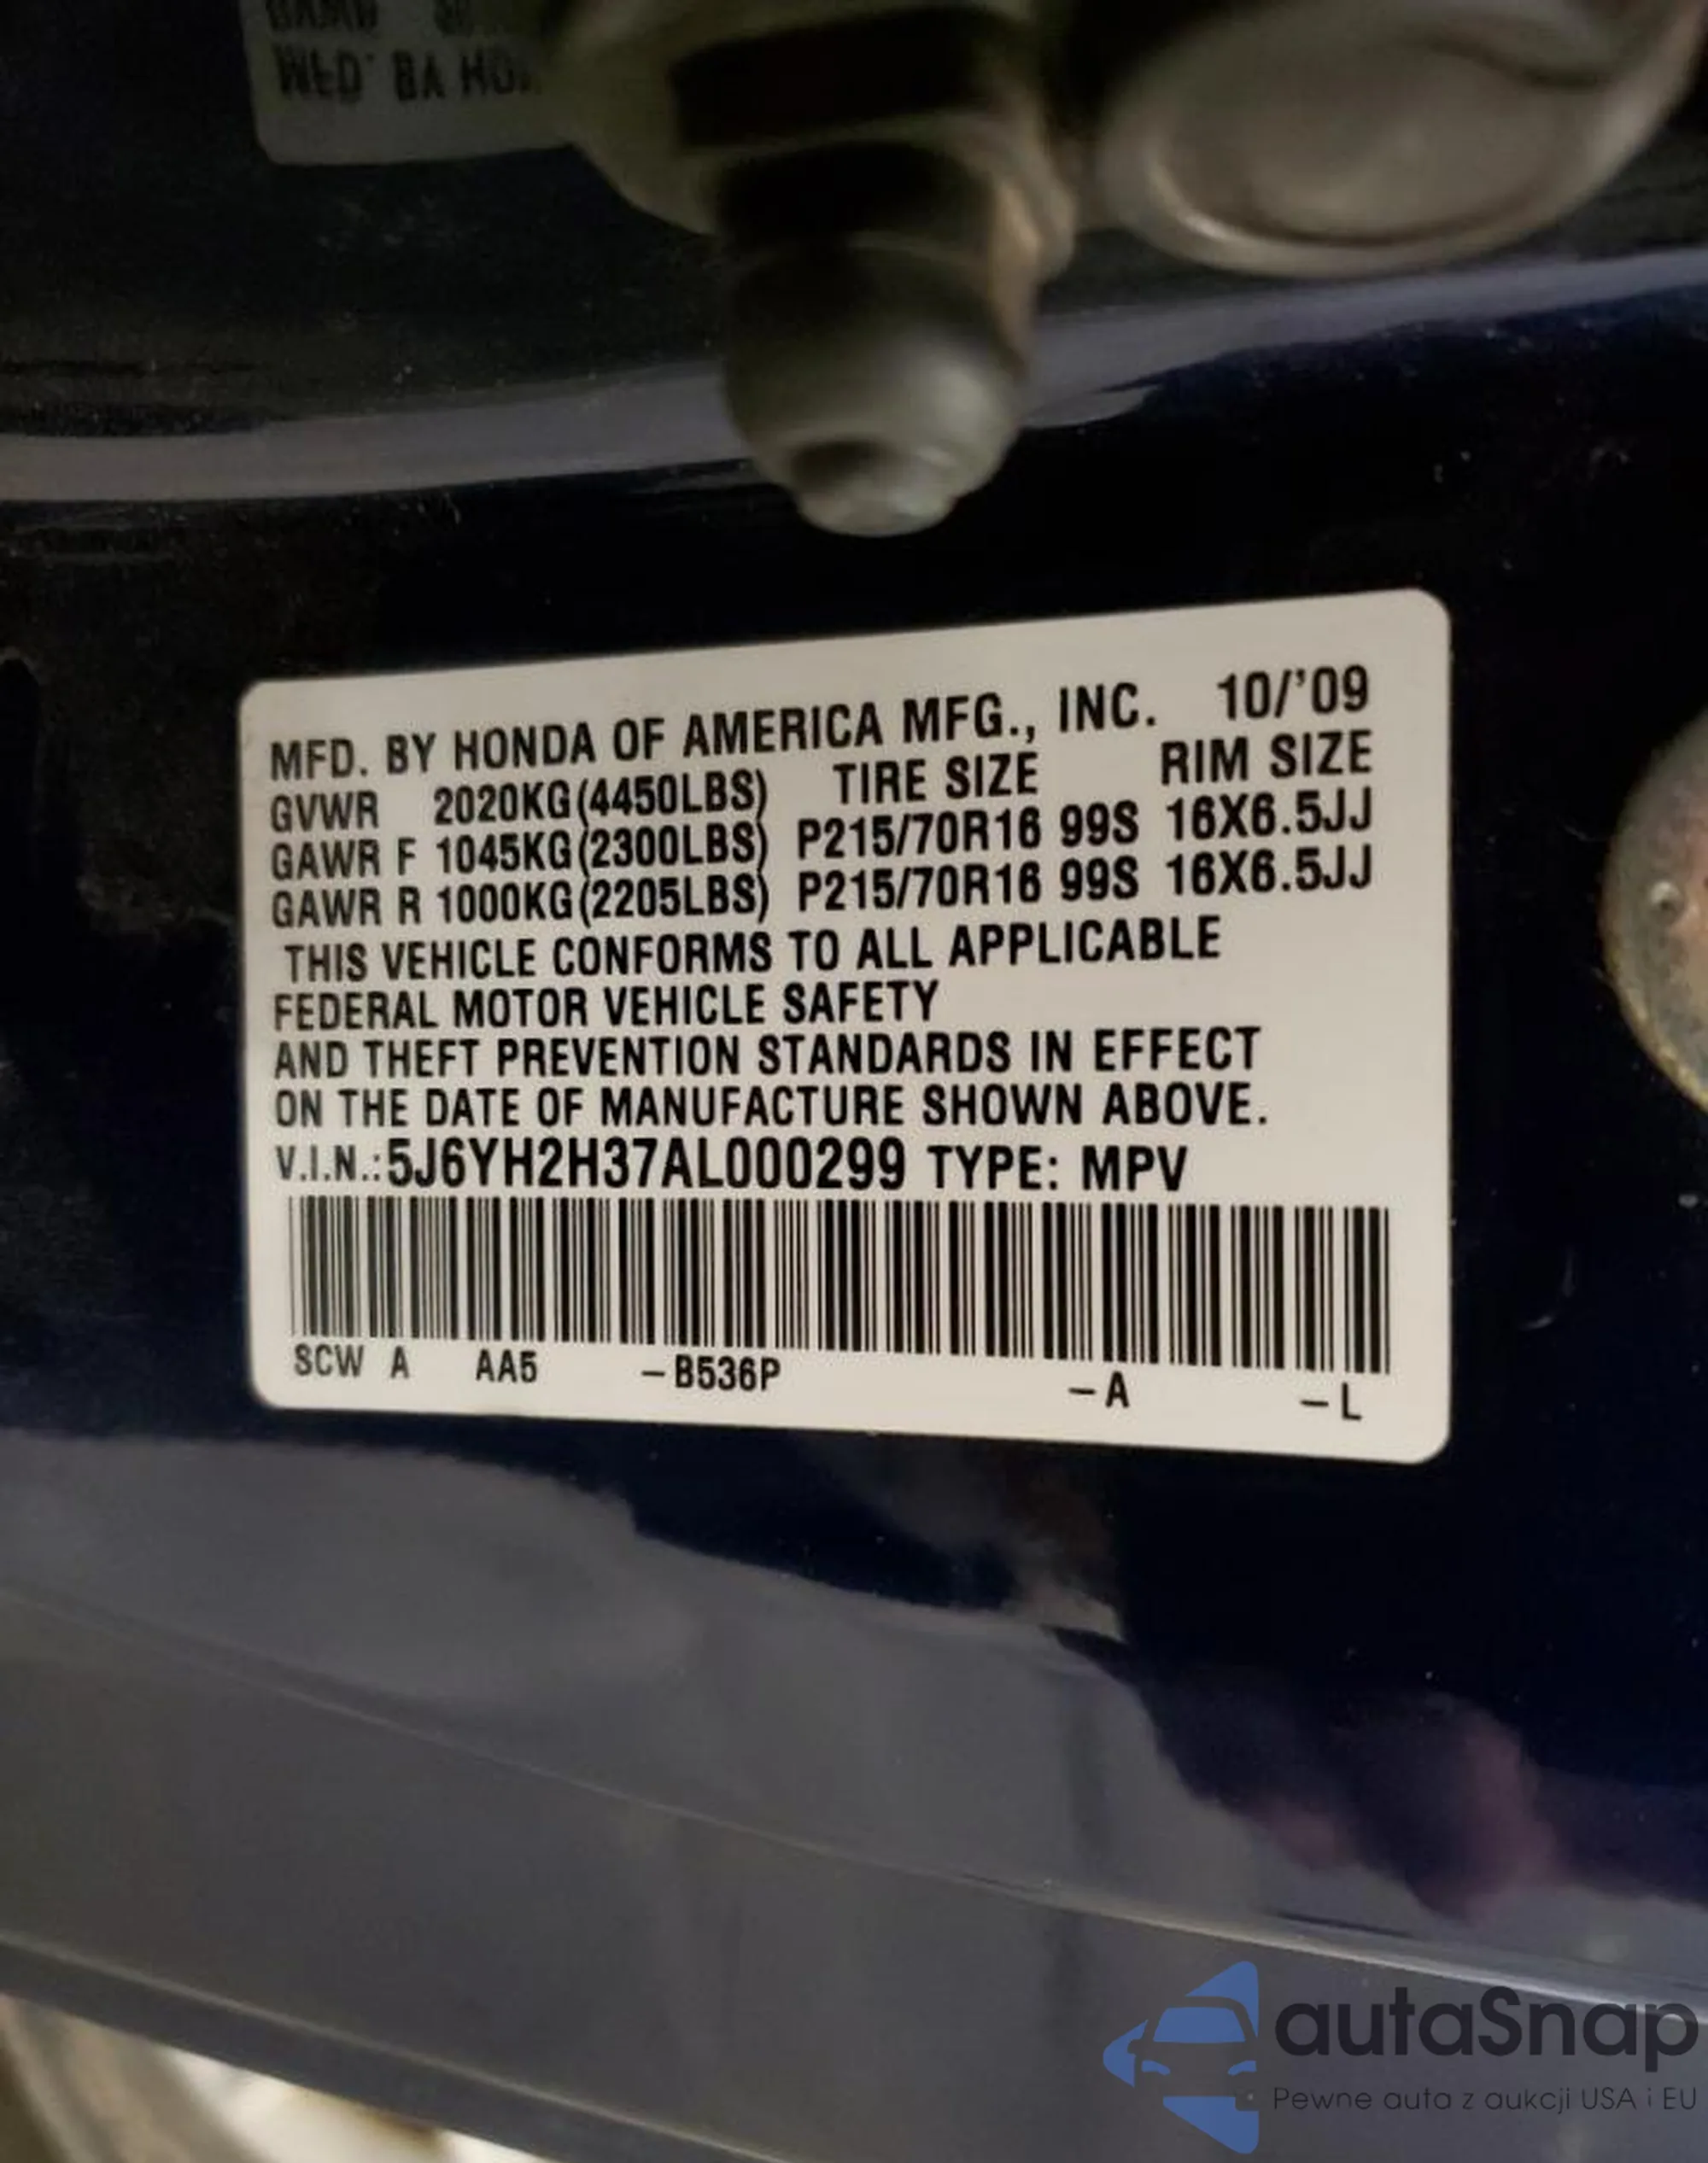 MFD. BY HONDA OF AMERICA MFG., INC. 10/'09
GVWR 2020KG(4450LBS) TIRE SIZE RIM SIZE
GAWR F 1045KG(2300LBS) P215/70R16 99S 16X6.5JJ
GAWR R 1000KG(2205LBS) P215/70R16 99S 16X6.5JJ
THIS VEHICLE CONFORMS TO ALL APPLICABLE
FEDERAL MOTOR VEHICLE SAFETY
AND THEFT PREVENTION STANDARDS IN EFFECT
ON THE DATE OF MANUFACTURE SHOWN ABOVE.
V.I.N.:5J6YH2H37AL000299 TYPE: MPV
SCW A AA5 -B536P -A -L
autaSnap
Pewne auta z aukcji USA i EU